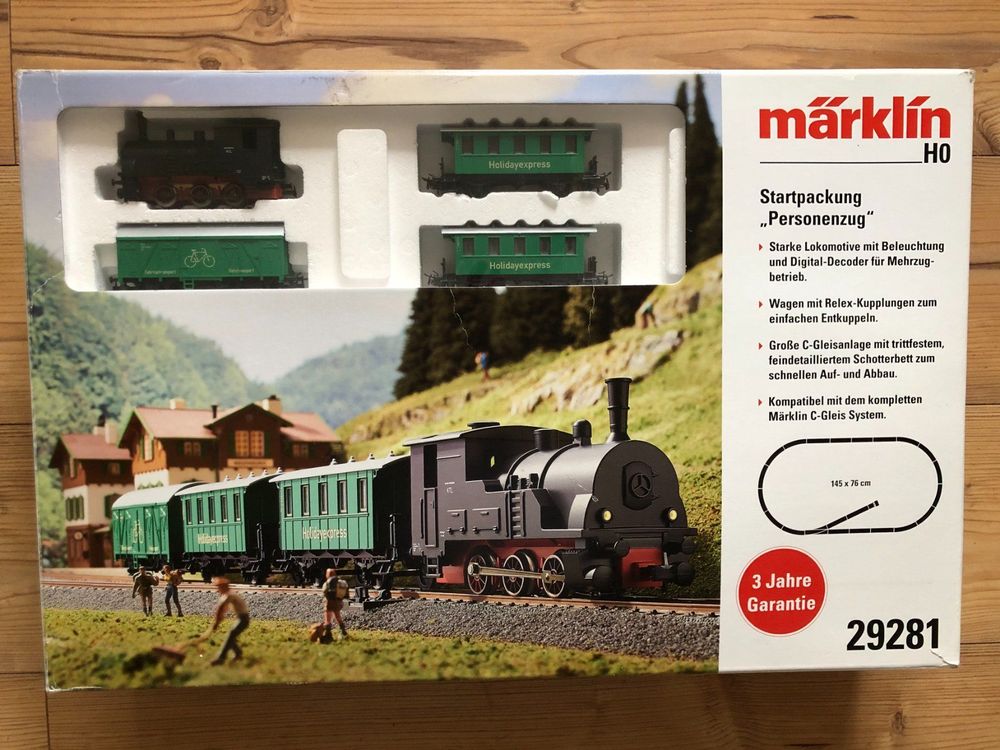 märklin
H0
Startpackung
„Personenzug“
Starke Lokomotive mit Beleuchtung
und Digital-Decoder für Mehrzug-
betrieb.
Wagen mit Relex-Kupplungen zum
einfachen Entkuppeln.
Große C-Gleisanlage mit trittfestem,
feindetailliertem Schotterbett zum
schnellen Auf- und Abbau.
Kompatibel mit dem kompletten
Märklin C-Gleis System.
145 x 76 cm
3 Jahre
Garantie
29281
Holidayexpress
Holidayexpress
Holidayexpress
Holidayexpress